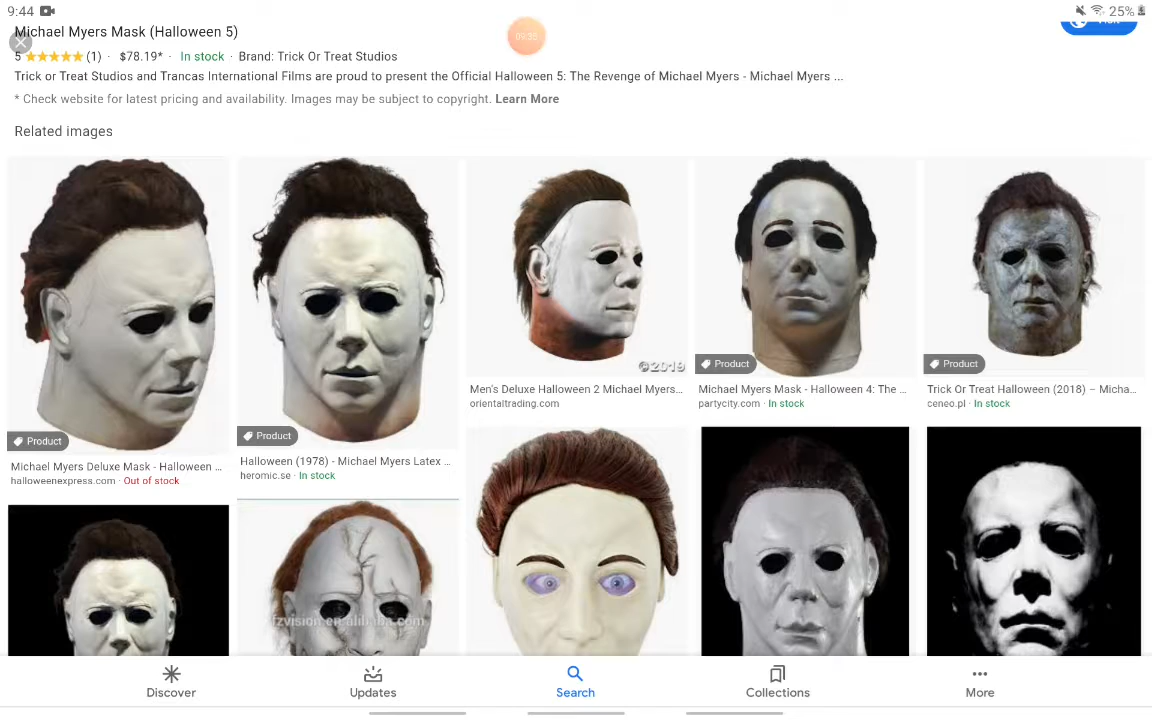 9:44
25%
Michael Myers Mask (Halloween 5)
09:35
5 ★★★★★ (1) · $78.19* · In stock · Brand: Trick Or Treat Studios
Trick or Treat Studios and Trancas International Films are proud to present the Official Halloween 5: The Revenge of Michael Myers - Michael Myers ...
* Check website for latest pricing and availability. Images may be subject to copyright. Learn More
Related images
Product
Michael Myers Deluxe Mask - Halloween ...
halloweenexpress.com · Out of stock
Product
Halloween (1978) - Michael Myers Latex ...
heromic.se · In stock
©2019
Men's Deluxe Halloween 2 Michael Myers...
orientaltrading.com
Product
Michael Myers Mask - Halloween 4: The ...
partycity.com · In stock
Product
Trick Or Treat Halloween (2018) – Micha...
ceneo.pl · In stock
fzvision.en.alibaba.com
Discover
Updates
Search
Collections
More